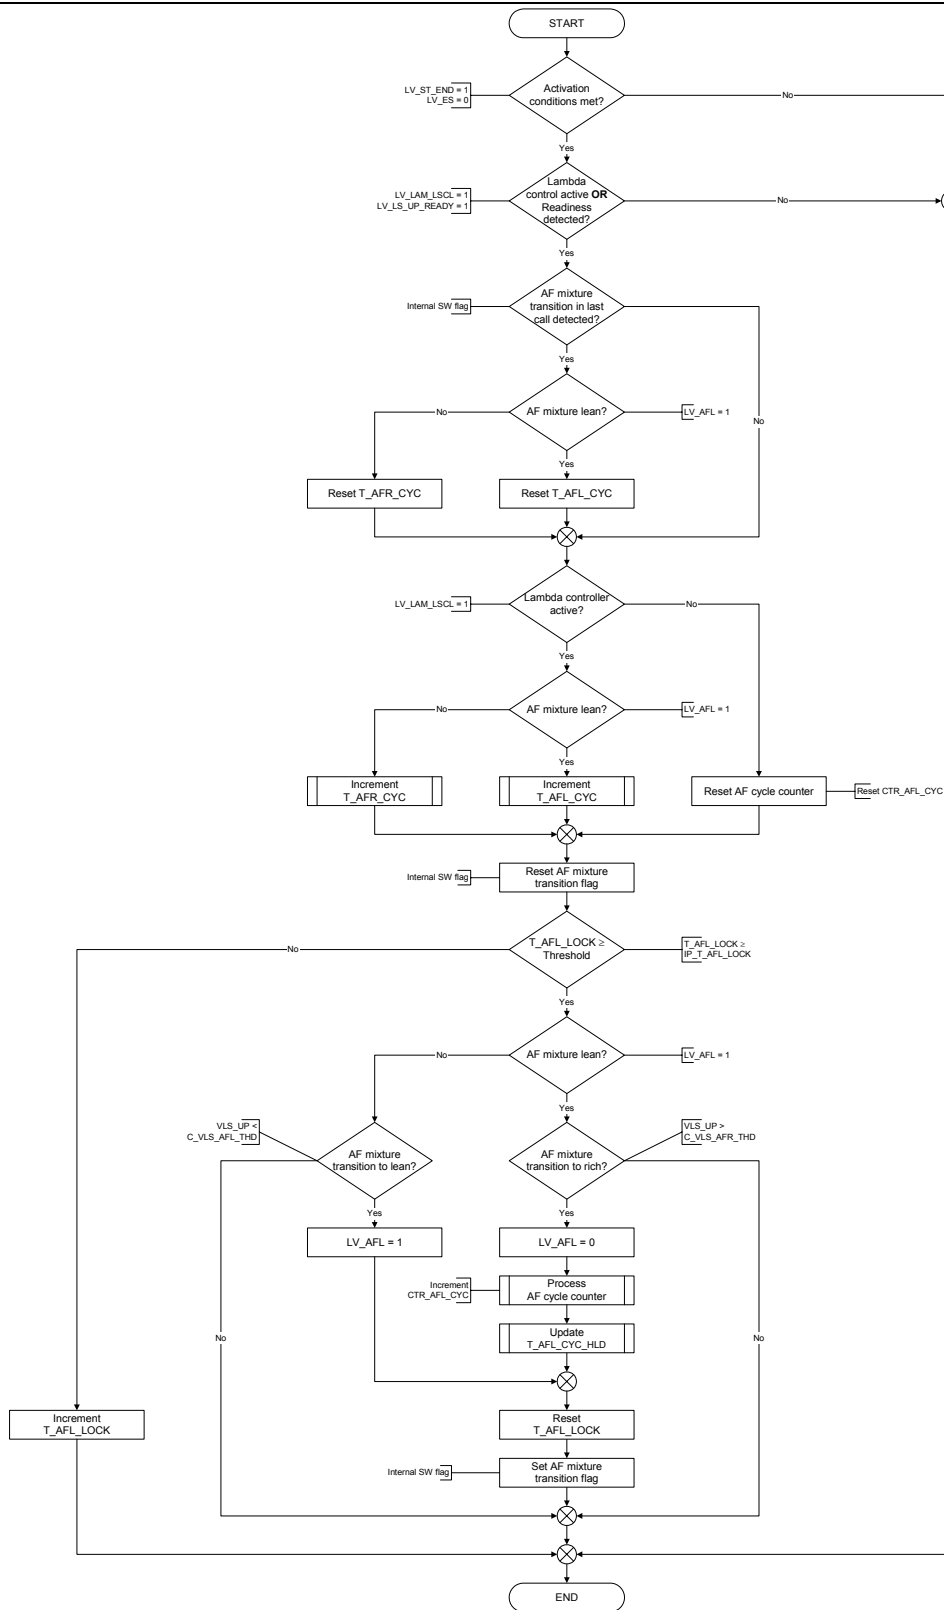 START
LV_ST_END = 1
LV_ES = 0
Activation
conditions met?
No
Yes
LV_LAM_LSCL = 1
LV_LS_UP_READY = 1
Lambda
control active OR
Readiness
detected?
No
Yes
Internal SW flag
AF mixture
transition in last
call detected?
Yes
No
AF mixture lean?
No
LV_AFL = 1
Yes
Reset T_AFR_CYC
Reset T_AFL_CYC
LV_LAM_LSCL = 1
Lambda controller
active?
No
Yes
No
AF mixture lean?
LV_AFL = 1
Yes
Increment
T_AFR_CYC
Increment
T_AFL_CYC
Reset AF cycle counter
Reset CTR_AFL_CYC
Internal SW flag
Reset AF mixture
transition flag
No
T_AFL_LOCK ≥
Threshold
T_AFL_LOCK ≥
IP_T_AFL_LOCK
Yes
No
AF mixture lean?
LV_AFL = 1
Yes
VLS_UP <
C_VLS_AFL_THD
VLS_UP >
C_VLS_AFR_THD
AF mixture
transition to lean?
AF mixture
transition to rich?
Yes
Yes
LV_AFL = 1
LV_AFL = 0
Increment
CTR_AFL_CYC
Process
AF cycle counter
No
Update
T_AFL_CYC_HLD
No
Increment
T_AFL_LOCK
Reset
T_AFL_LOCK
Internal SW flag
Set AF mixture
transition flag
END